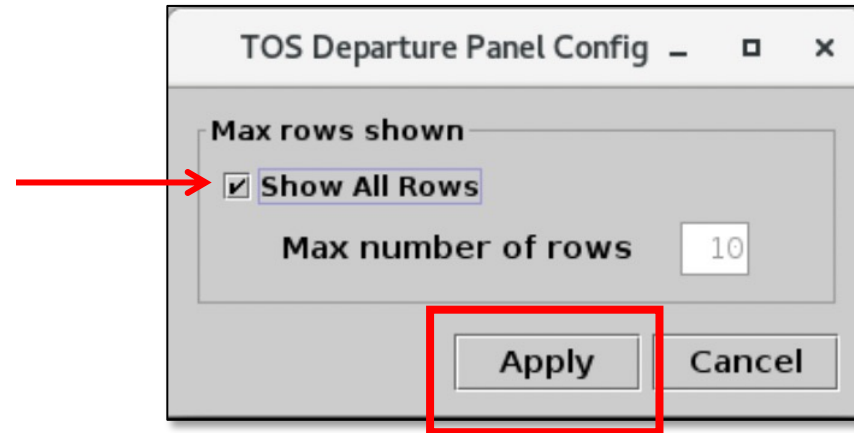 TOS Departure Panel Config
Max rows shown
Show All Rows
Max number of rows 10
Apply Cancel